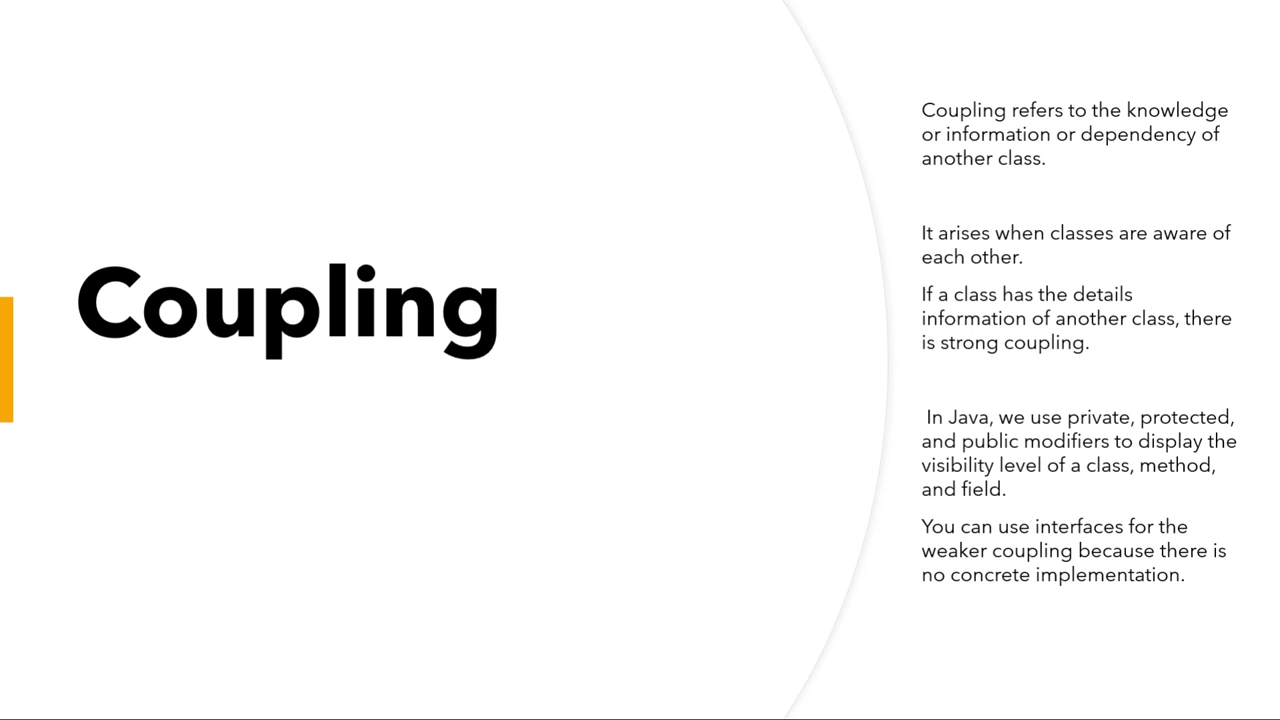 Coupling
Coupling refers to the knowledge
or information or dependency of
another class.
It arises when classes are aware of
each other.
If a class has the details
information of another class, there
is strong coupling.
In Java, we use private, protected,
and public modifiers to display the
visibility level of a class, method,
and field.
You can use interfaces for the
weaker coupling because there is
no concrete implementation.